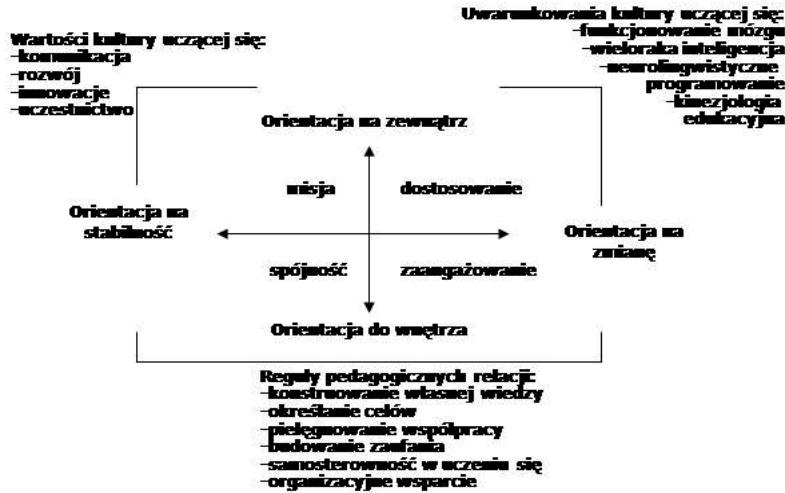 Wartości kultury uczącej się:
-komunikacja
-rozwój
-innowacje
-uczestnictwo
Uwarunkowania kultury uczącej się:
-funkcjonowanie mózgu
-wieloraka inteligencja
-neurolingwistyczne
programowanie
-kinezjologia
edukacyjna
Orientacja na zewnątrz
misja
dostosowanie
Orientacja na
stabilność
Orientacja na
zmianę
spójność
zaangażowanie
Orientacja do wnętrza
Reguły pedagogicznych relacji:
-konstruowanie własnej wiedzy
-określanie celów
-pielęgnowanie współpracy
-budowanie zaufania
-samosterowność w uczeniu się
-organizacyjne wsparcie